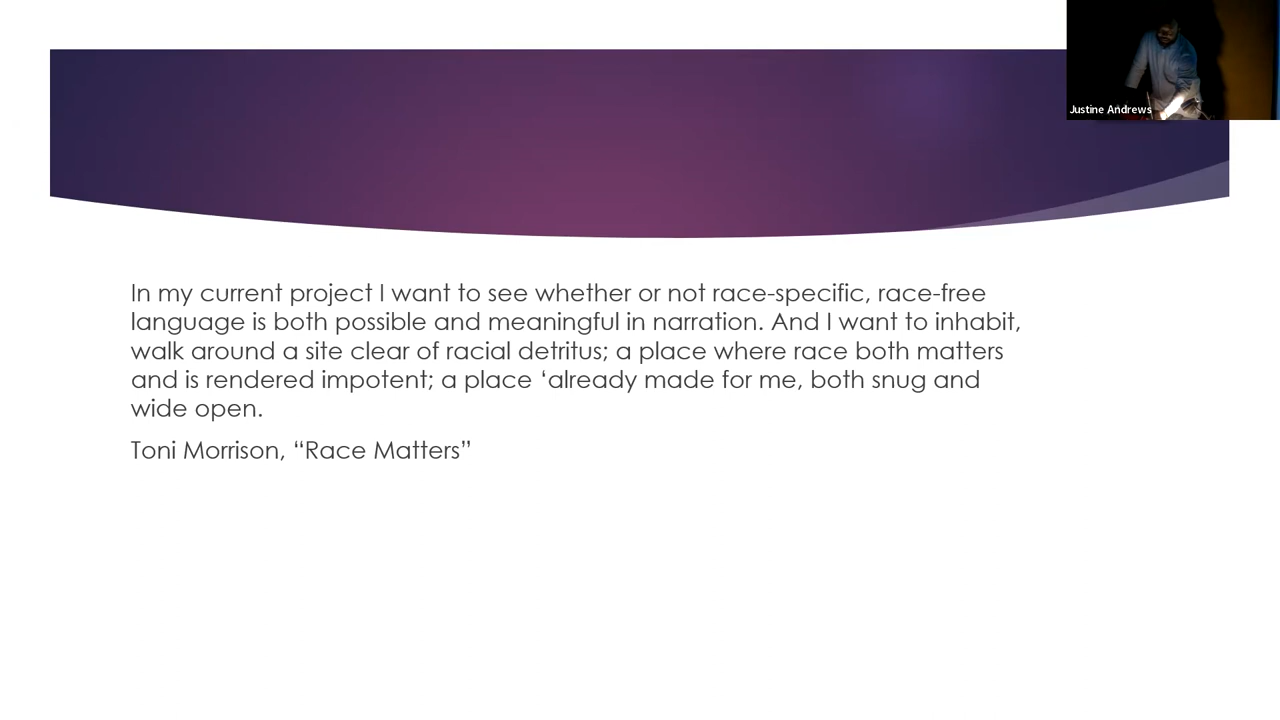 Justine Andrews
In my current project I want to see whether or not race-specific, race-free
language is both possible and meaningful in narration. And I want to inhabit,
walk around a site clear of racial detritus; a place where race both matters
and is rendered impotent; a place ‘already made for me, both snug and
wide open.
Toni Morrison, “Race Matters”